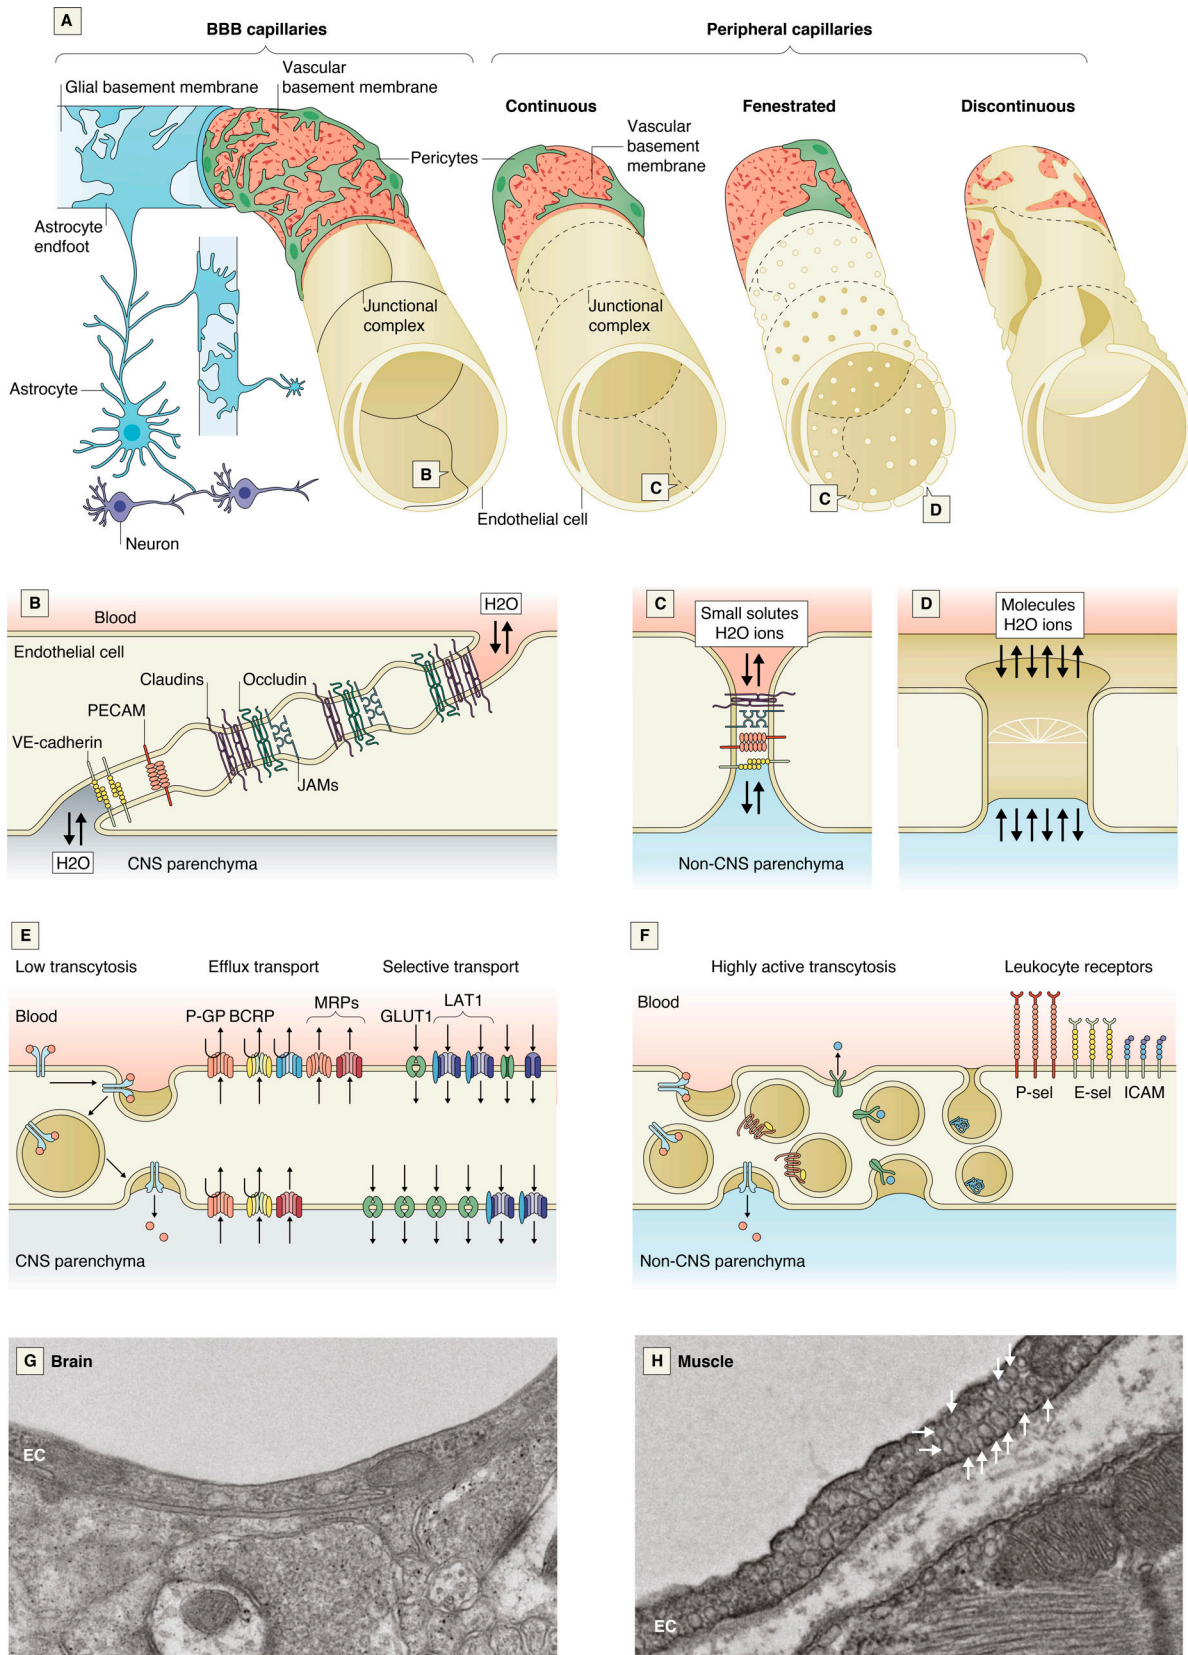 A
BBB capillaries
Peripheral capillaries
Glial basement membrane
Vascular
basement membrane
Continuous
Fenestrated
Discontinuous
Vascular
basement
membrane
Pericytes
Astrocyte
endfoot
Junctional
complex
Junctional
complex
Astrocyte
B
C
C
D
Endothelial cell
Neuron
B
Blood
H2O
Endothelial cell
Claudins
Occludin
PECAM
VE-cadherin
JAMs
H2O
CNS parenchyma
C
Small solutes
H2O ions
Non-CNS parenchyma
D
Molecules
H2O ions
E
Low transcytosis
Efflux transport
Selective transport
Blood
P-GP
BCRP
MRPs
GLUT1
LAT1
CNS parenchyma
F
Highly active transcytosis
Leukocyte receptors
Blood
P-sel
E-sel
ICAM
Non-CNS parenchyma
G
Brain
EC
H
Muscle
EC